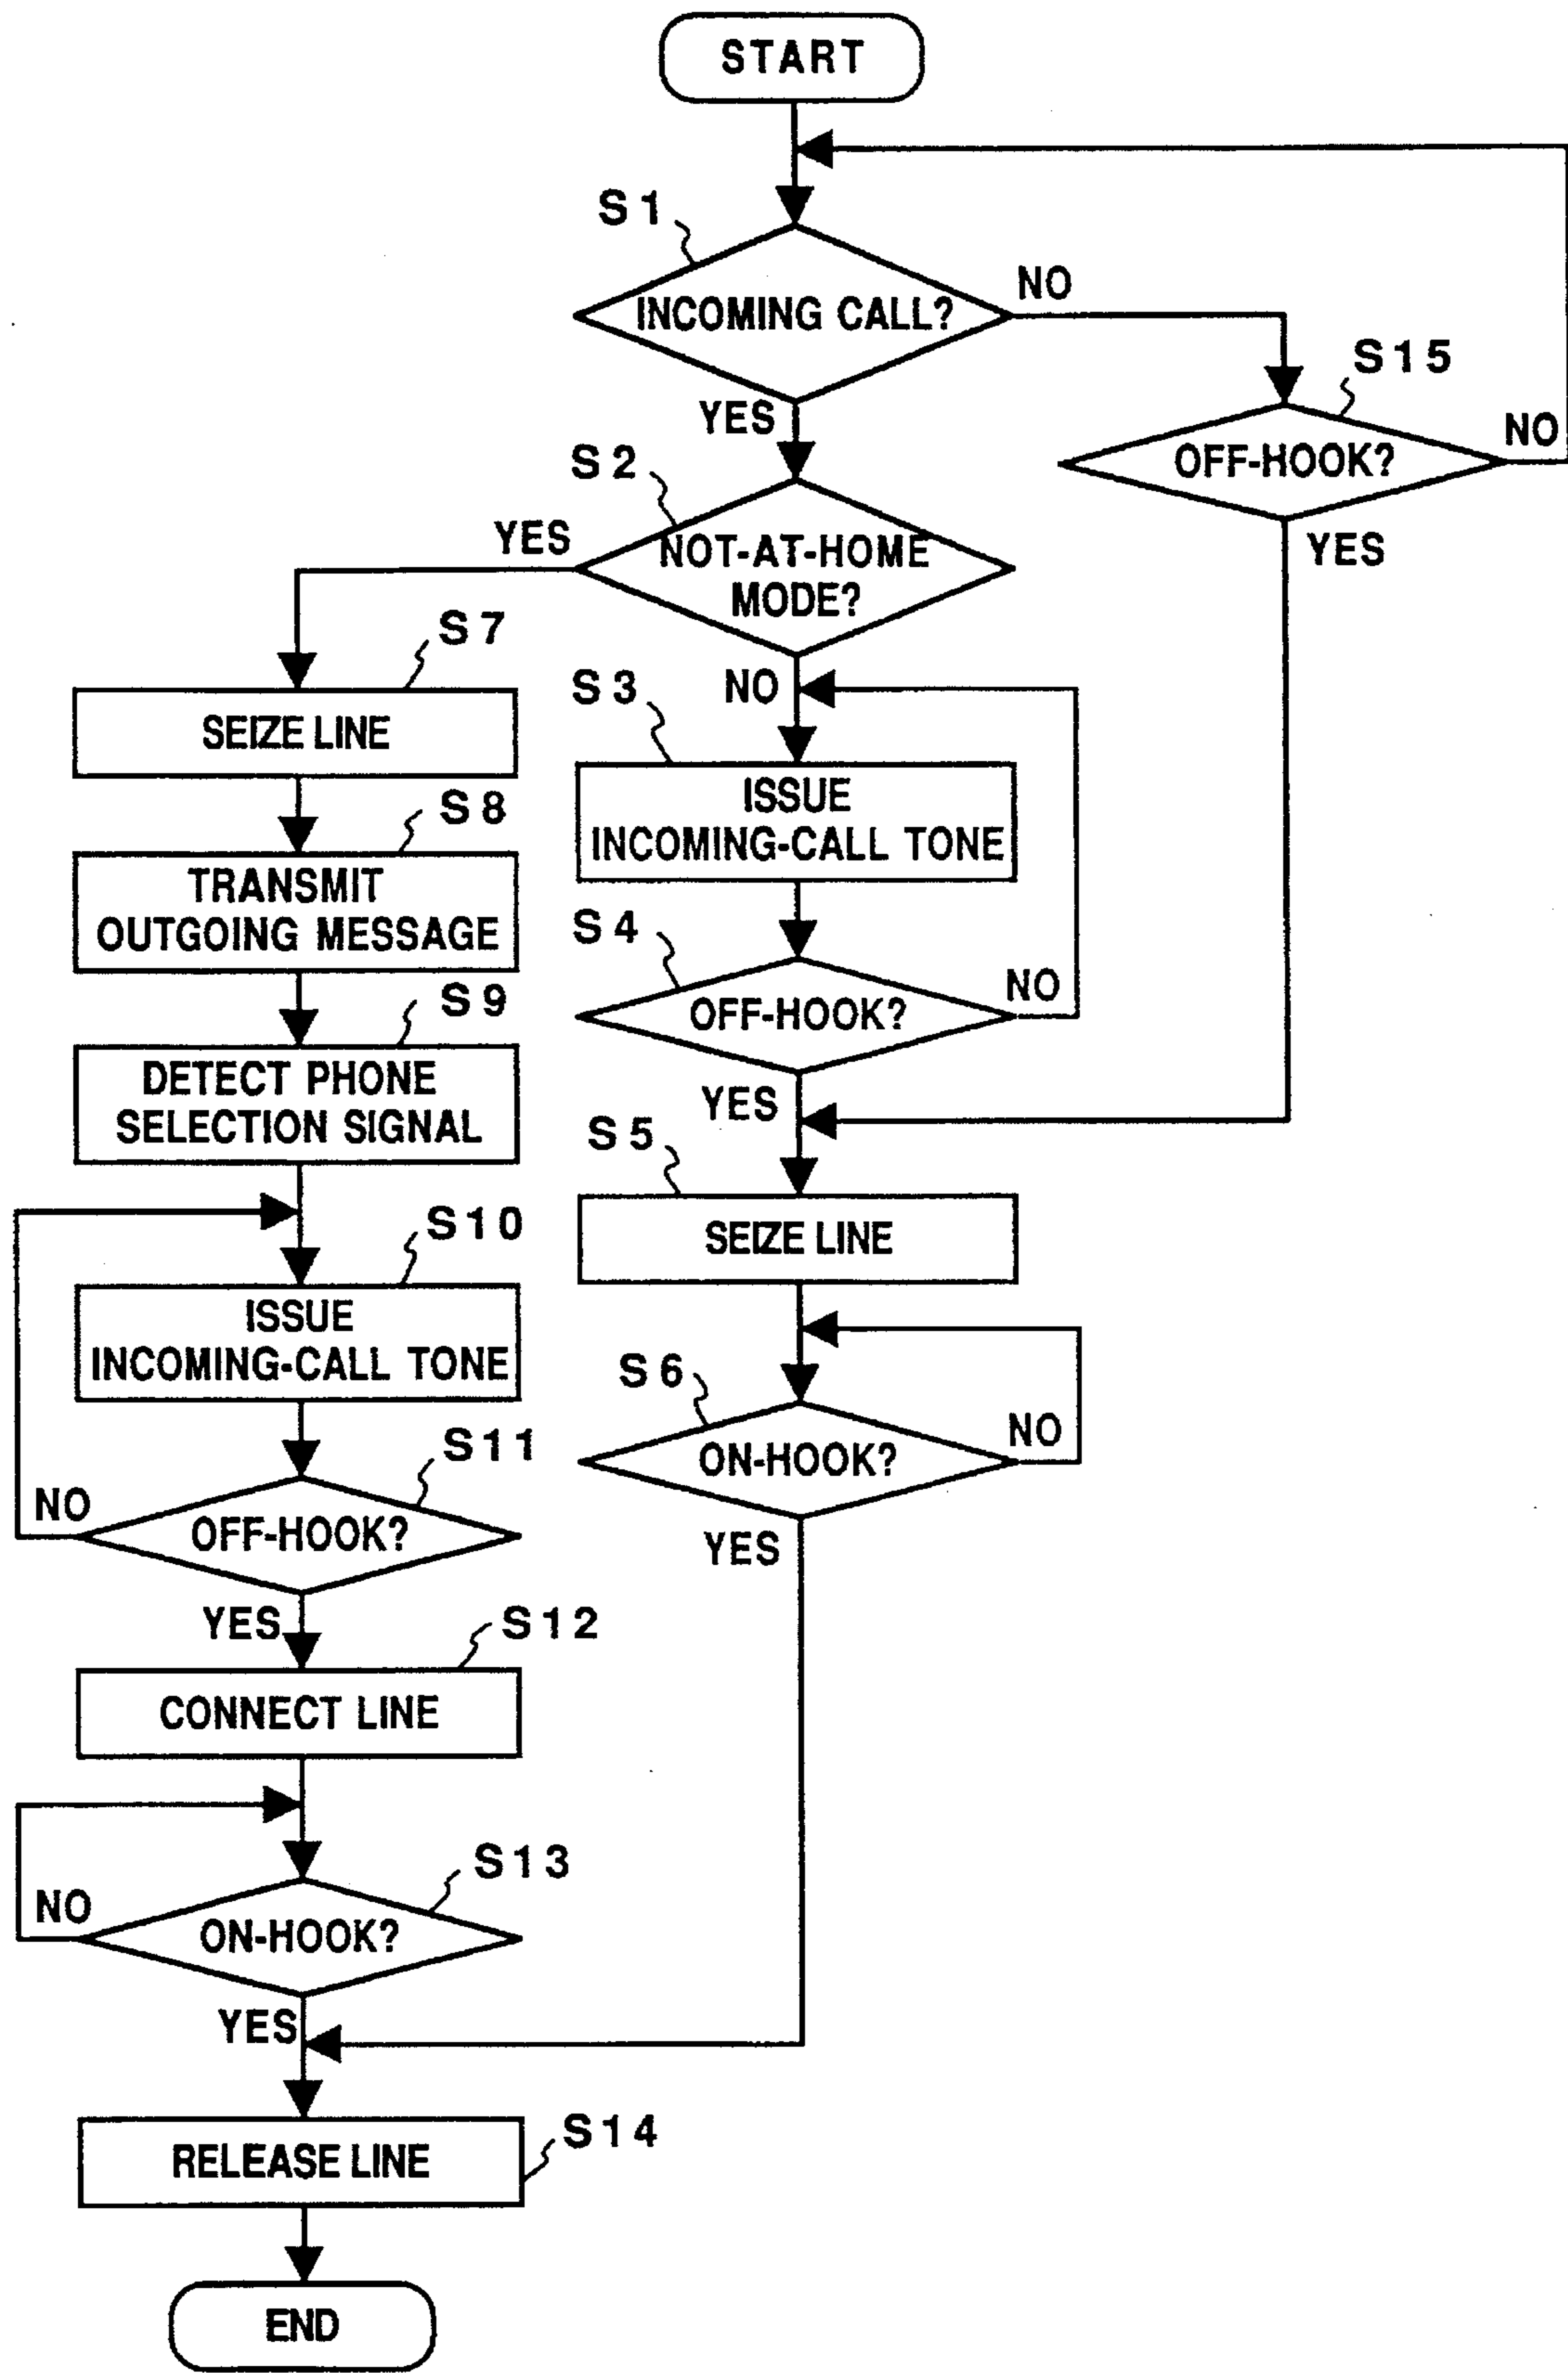 START
S1
INCOMING CALL?
NO
YES
S15
OFF-HOOK?
NO
YES
S2
NOT-AT-HOME
MODE?
YES
NO
S7
SEIZE LINE
S8
TRANSMIT
OUTGOING MESSAGE
S9
DETECT PHONE
SELECTION SIGNAL
S10
ISSUE
INCOMING-CALL TONE
S11
OFF-HOOK?
NO
YES
S12
CONNECT LINE
S13
ON-HOOK?
NO
YES
S3
ISSUE
INCOMING-CALL TONE
S4
OFF-HOOK?
NO
YES
S5
SEIZE LINE
S6
ON-HOOK?
NO
YES
S14
RELEASE LINE
END